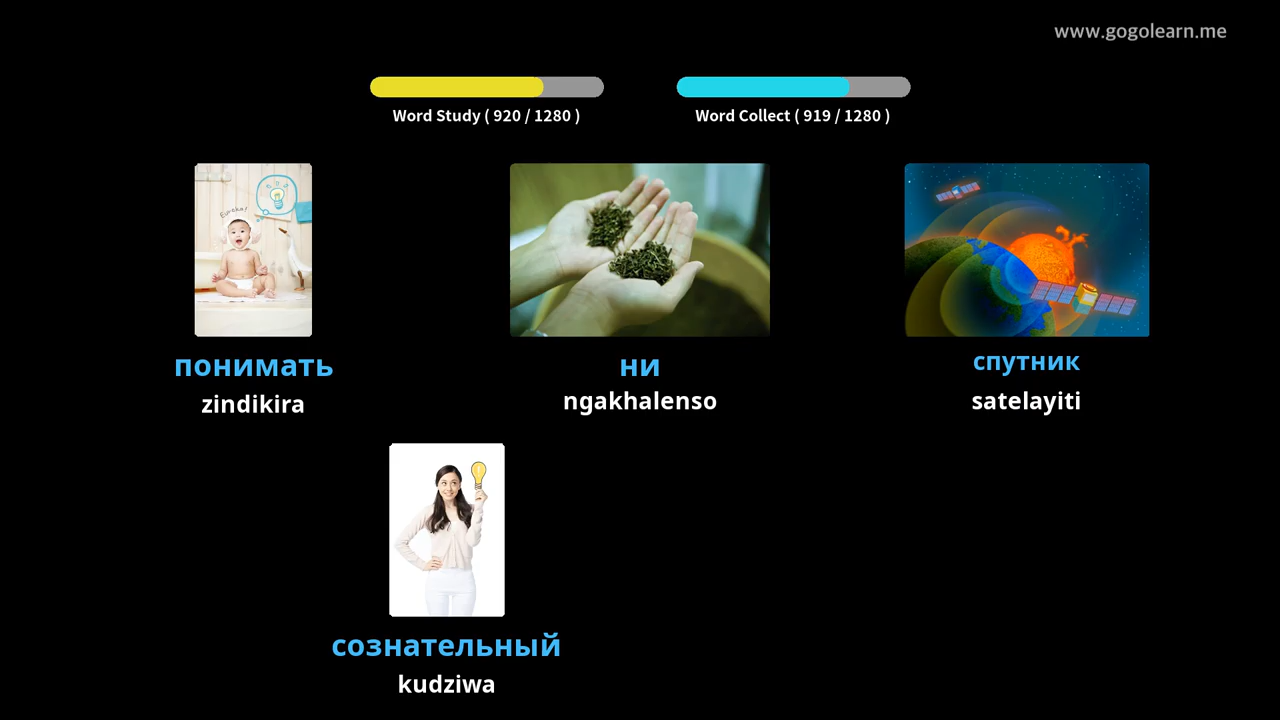 www.gogolearn.me
Word Study ( 920 / 1280 )
Word Collect ( 919 / 1280 )
Eureka!
понимать
ни
спутник
zindikira
ngakhalenso
satelayiti
сознательный
kudziwa